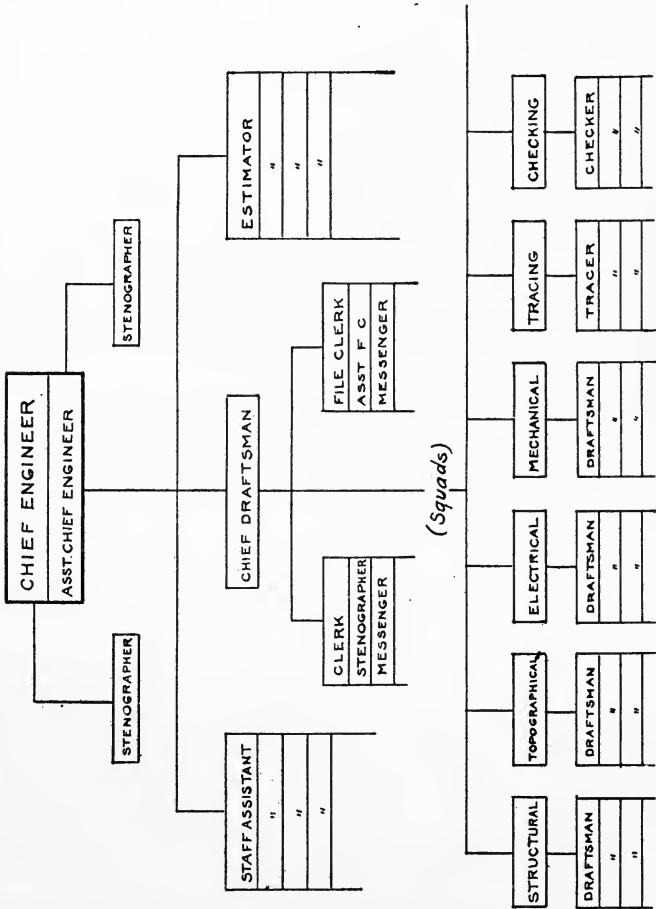 CHIEF ENGINEER
ASST. CHIEF ENGINEER
STENOGRAPHER
STENOGRAPHER
STAFF ASSISTANT
"
"
"
CHIEF DRAFTSMAN
ESTIMATOR
"
"
"
CLERK
STENOGRAPHER
MESSENGER
FILE CLERK
ASST F C
MESSENGER
(Squads)
STRUCTURAL
DRAFTSMAN
"
"
TOPOGRAPHICAL
DRAFTSMAN
"
"
ELECTRICAL
DRAFTSMAN
"
"
MECHANICAL
DRAFTSMAN
"
"
TRACING
TRACER
"
"
CHECKING
CHECKER
"
"